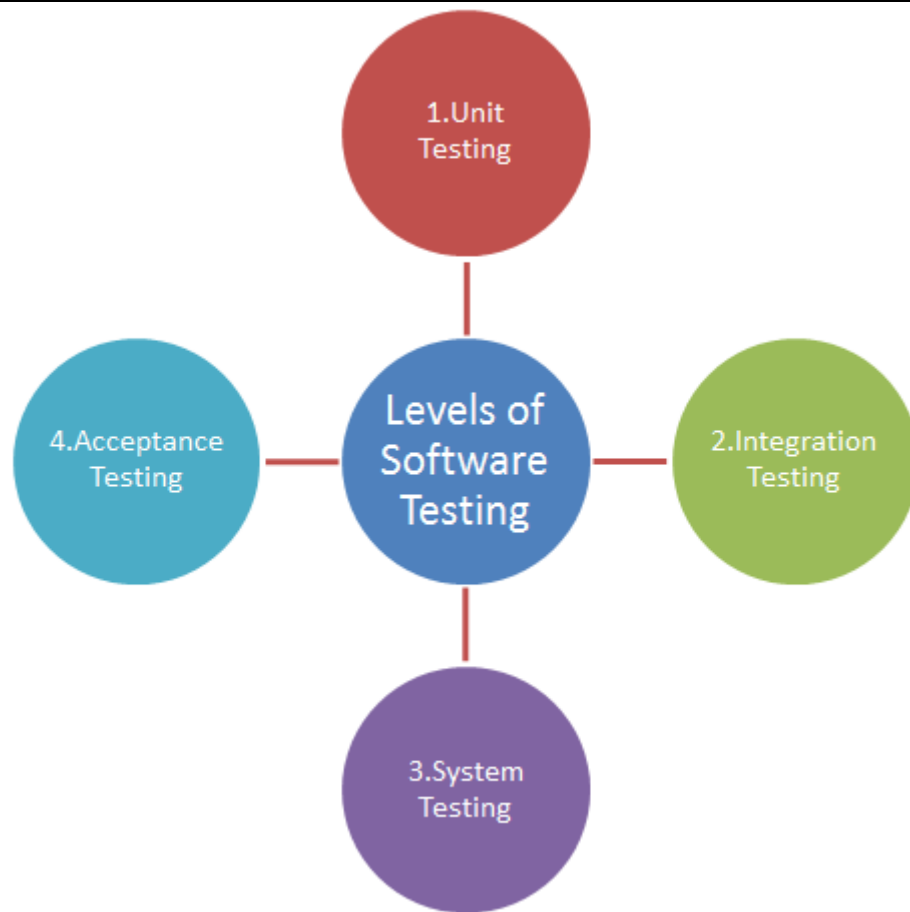 1.Unit
Testing
Levels of
Software
Testing
4.Acceptance
Testing
2.Integration
Testing
3.System
Testing